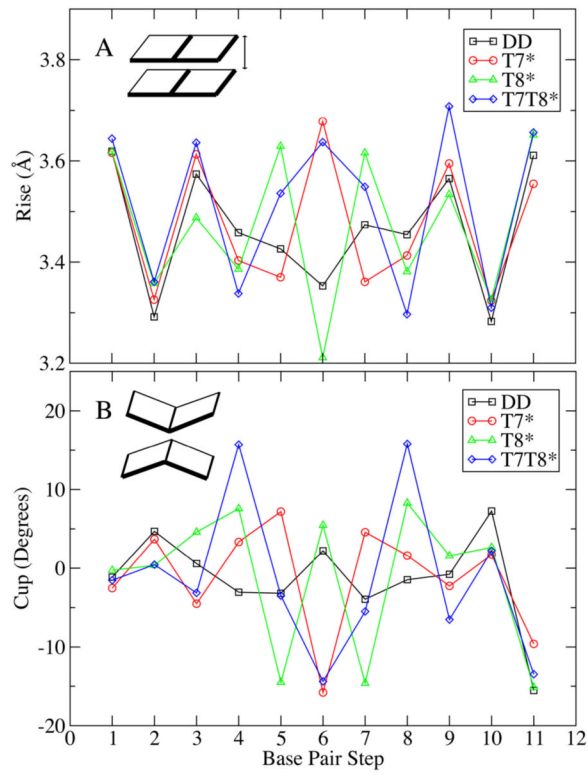 3.8
3.6
3.4
3.2
Rise (Å)
A
DD
T7*
T8*
T7T8*
20
10
0
-10
-20
Cup (Degrees)
B
DD
T7*
T8*
T7T8*
0 1 2 3 4 5 6 7 8 9 10 11 12
Base Pair Step